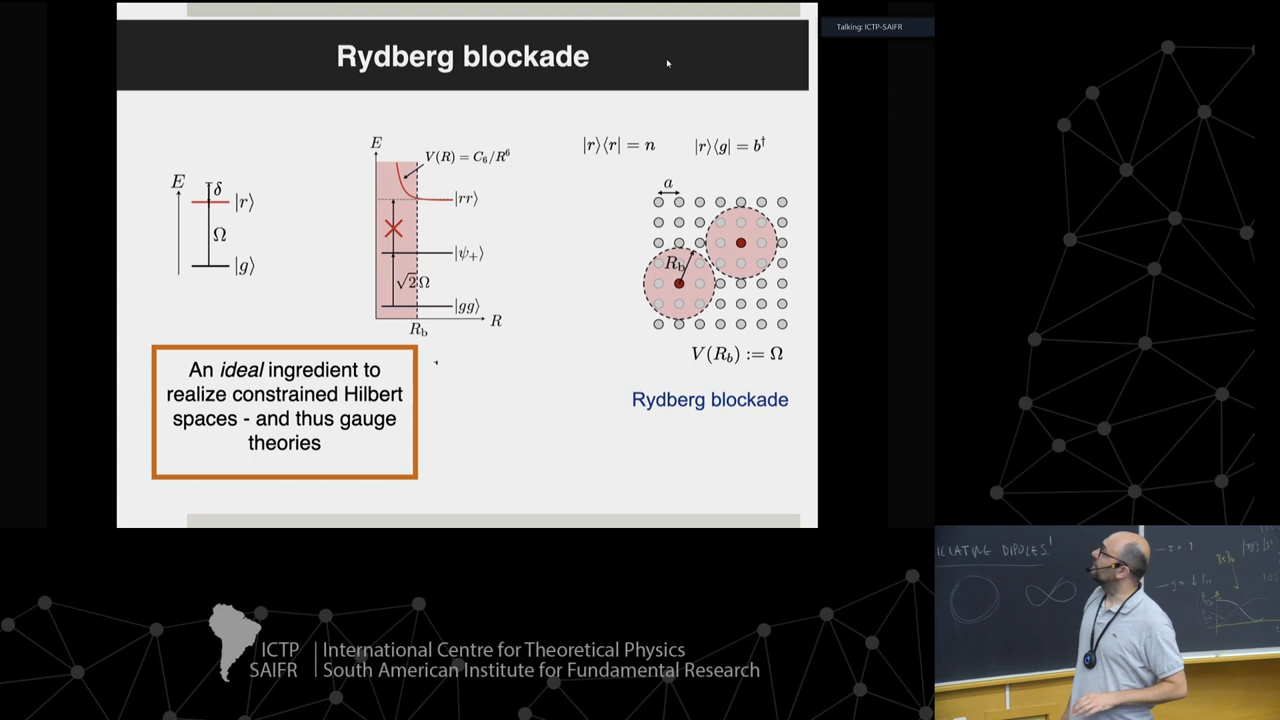 Talking: ICTP-SAIFR
Rydberg blockade
E
δ
|r⟩
Ω
|g⟩
E
V(R) = C₆/R⁶
|rr⟩
|ψ₊⟩
√2Ω
|gg⟩
R_b
R
|r⟩⟨r| = n
|r⟩⟨g| = b†
a
R_b
V(R_b) := Ω
Rydberg blockade
An ideal ingredient to
realize constrained Hilbert
spaces - and thus gauge
theories
DIPOLES!
ICTP
SAIFR
International Centre for Theoretical Physics
South American Institute for Fundamental Research